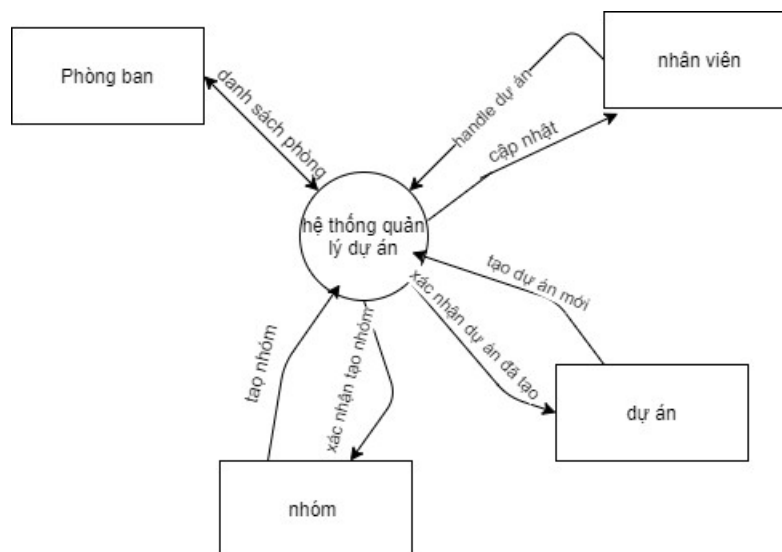 Phòng ban
nhân viên
danh sách phòng
handle dự án
cập nhật
hệ thống quản
lý dự án
tạo dự án mới
xác nhận dự án đã tạo
taọ nhóm
xác nhận tạo nhóm
dự án
nhóm